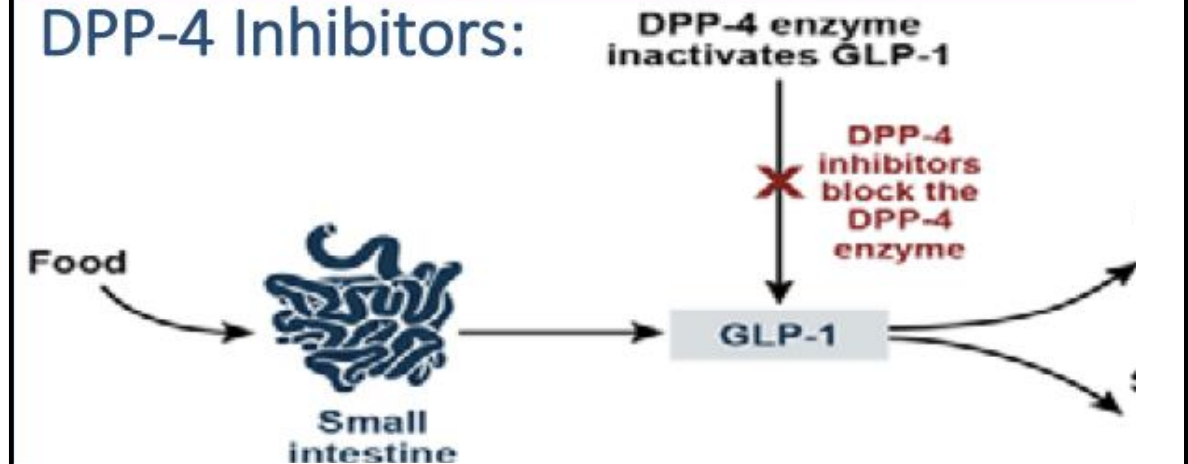 DPP-4 Inhibitors:
DPP-4 enzyme
inactivates GLP-1
DPP-4
inhibitors
block the
DPP-4
enzyme
Food
GLP-1
Small
intestine